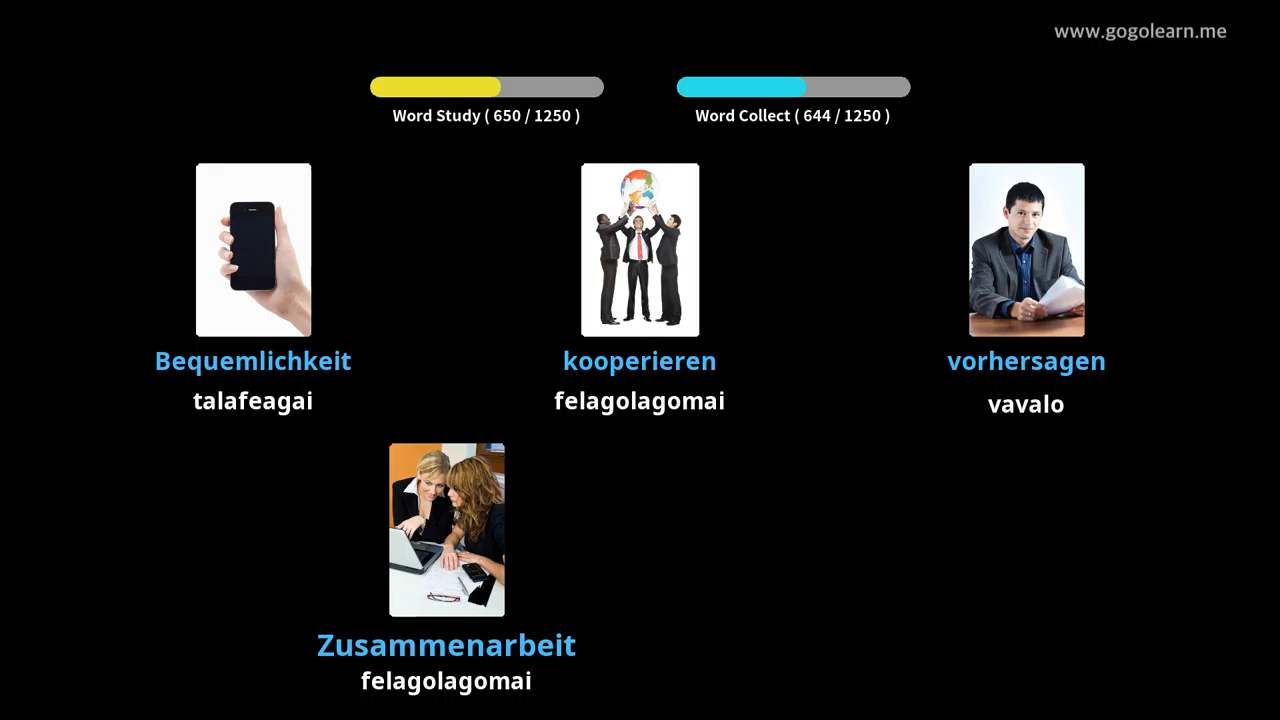 www.gogolearn.me
Word Study ( 650 / 1250 )
Word Collect ( 644 / 1250 )
Bequemlichkeit
talafeagai
kooperieren
felagolagomai
vorhersagen
vavalo
Zusammenarbeit
felagolagomai